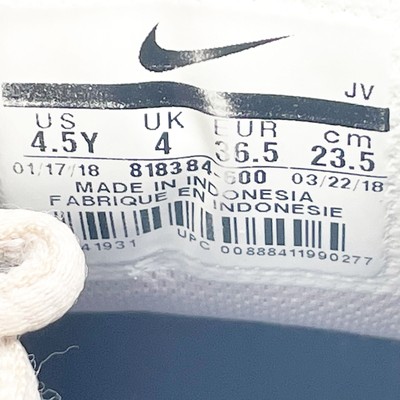 JV
US UK EUR cm
4.5Y 4 36.5 23.5
01/17/18 818384-600 03/22/18
MADE IN INDONESIA
FABRIQUE EN INDONESIE
41931 UPC 00888411990277